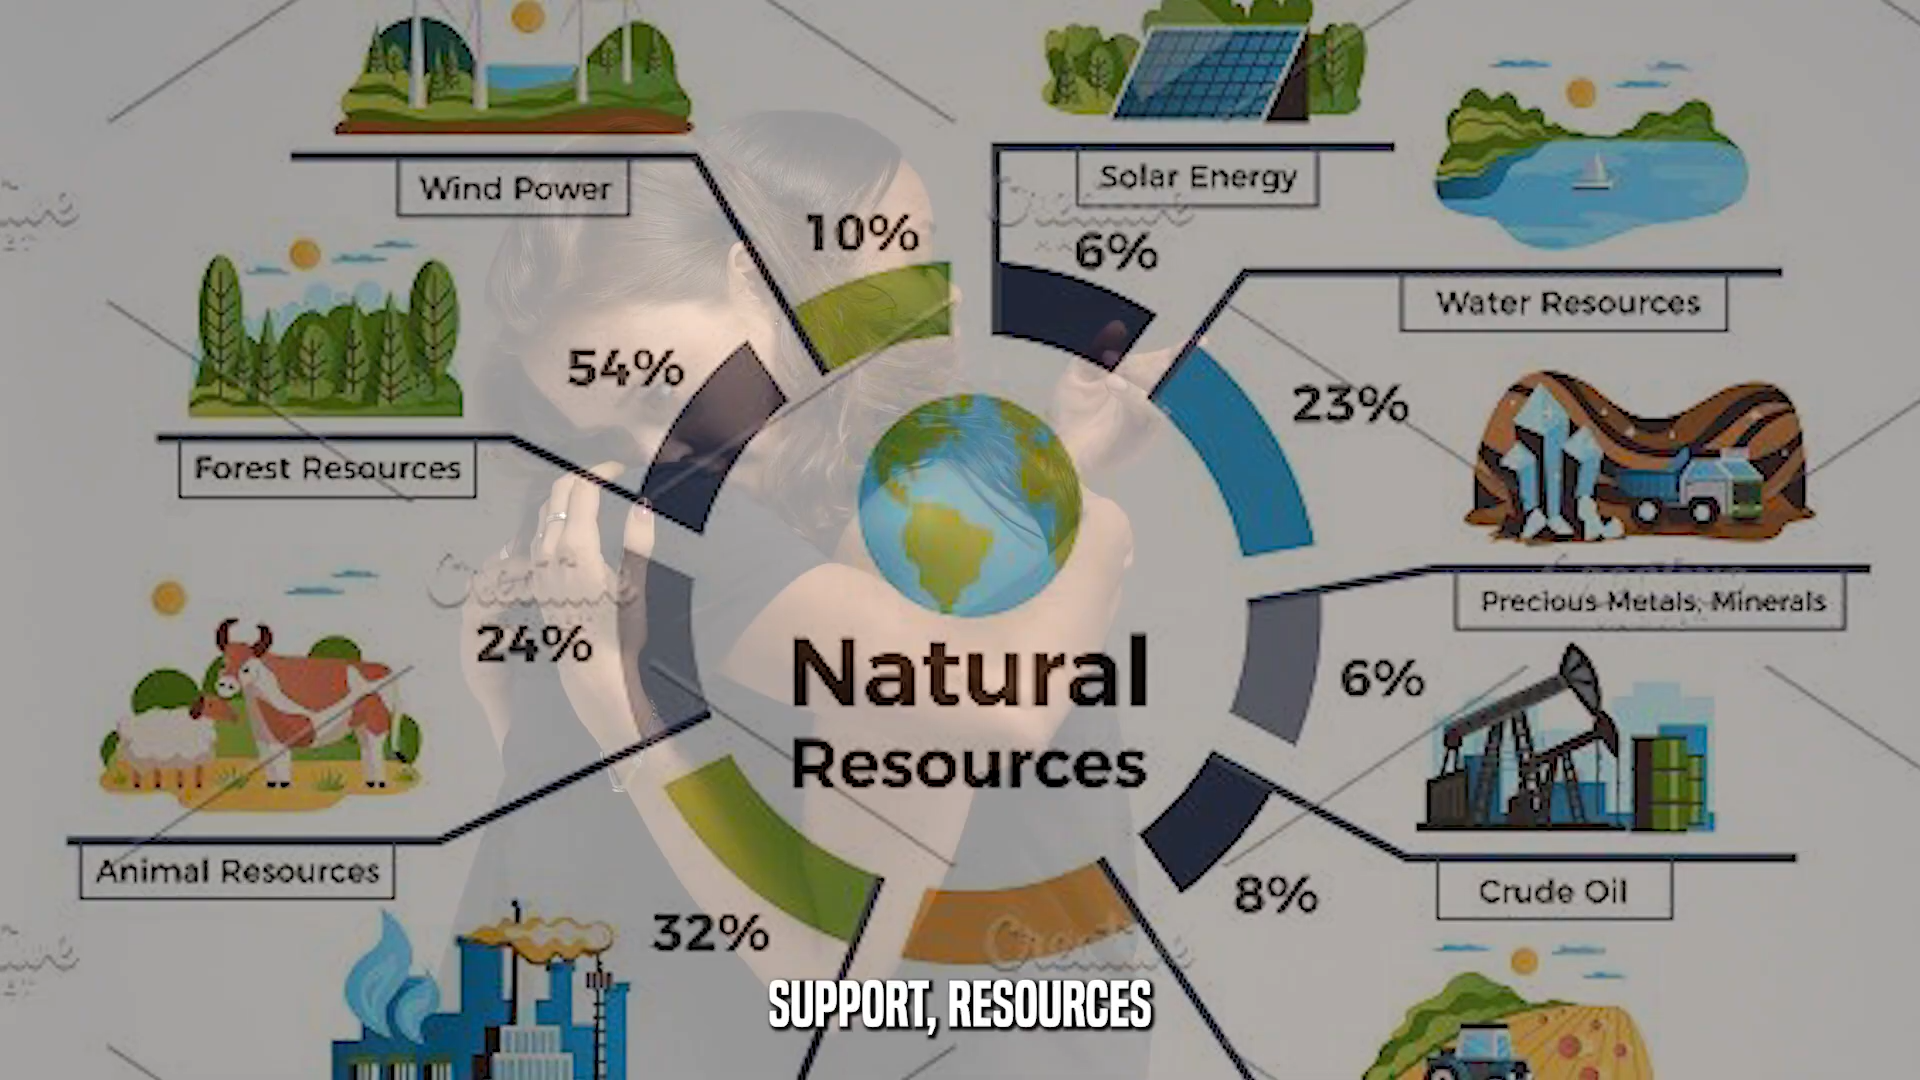 Wind Power
Solar Energy
10%
6%
Water Resources
54%
23%
Forest Resources
Precious Metals, Minerals
24%
Natural
Resources
6%
Animal Resources
Crude Oil
8%
32%
SUPPORT, RESOURCES